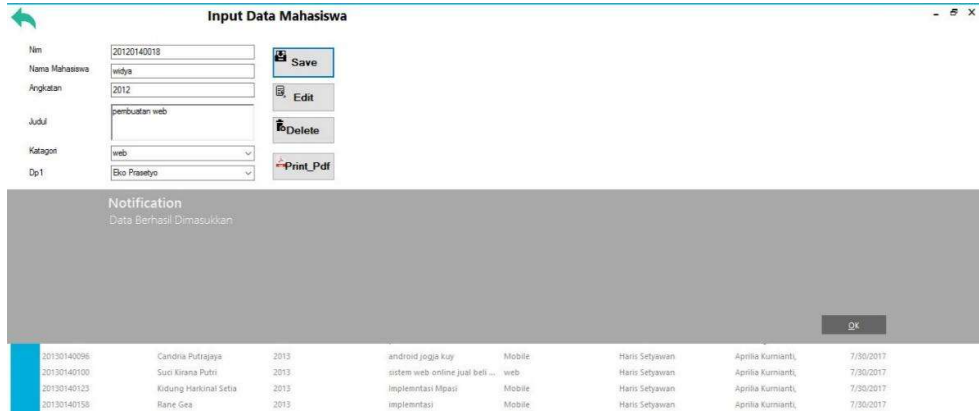 Input Data Mahasiswa
Nim 20120140018
Save
Nama Mahasiswa widya
Angkatan 2012
Edit
Judul pembuatan web
Delete
Katagori web
Print_Pdf
Dp1 Eko Prasetyo
Notification
Data Berhasil Dimasukkan
OK
20130140096 Candria Putrajaya 2013 android jogja kuy Mobile Haris Setyawan Aprilia Kurnianti, 7/30/2017
20130140100 Suci Kirana Putri 2013 sistem web online jual beli ... web Haris Setyawan Aprilia Kurnianti, 7/30/2017
20130140123 Kidung Harkinal Setia 2013 Implemntasi Mpasi Mobile Haris Setyawan Aprilia Kurnianti, 7/30/2017
20130140158 Rane Gea 2013 implemntasi Mobile Haris Setyawan Aprilia Kurnianti, 7/30/2017